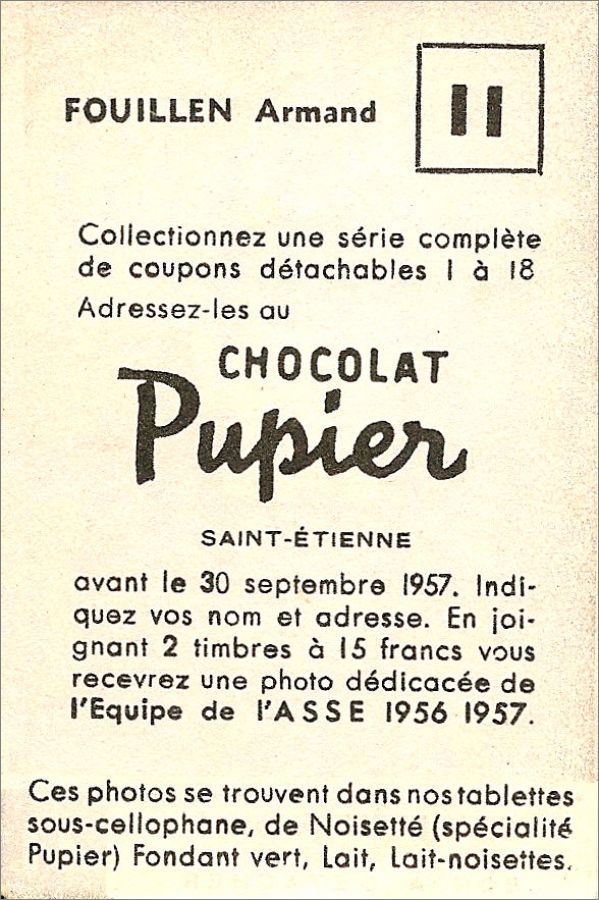 FOUILLEN Armand
11
Collectionnez une série complète
de coupons détachables 1 à 18
Adressez-les au
CHOCOLAT
Pupier
SAINT-ÉTIENNE
avant le 30 septembre 1957. Indi-
quez vos nom et adresse. En joi-
gnant 2 timbres à 15 francs vous
recevrez une photo dédicacée de
l'Equipe de l'ASSE 1956 1957.
Ces photos se trouvent dans nos tablettes
sous-cellophane, de Noisetté (spécialité
Pupier) Fondant vert, Lait, Lait-noisettes.